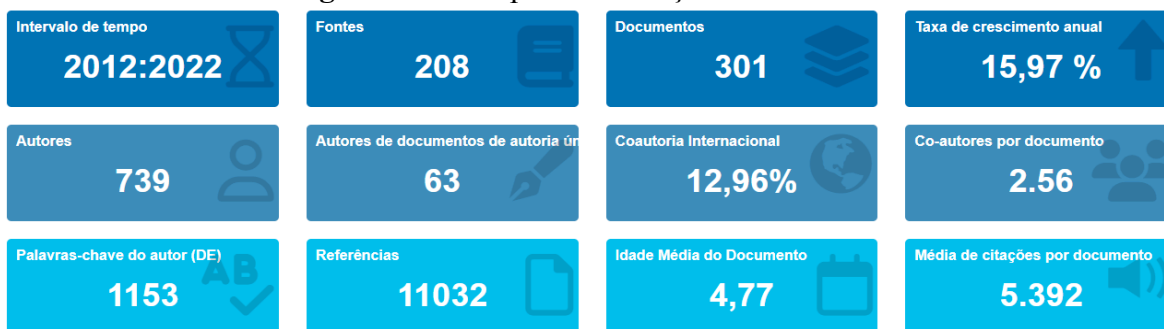 Intervalo de tempo
2012:2022
Fontes
208
Documentos
301
Taxa de crescimento anual
15,97 %
Autores
739
Autores de documentos de autoria
63
Coautoria Internacional
12,96%
Co-autores por documento
2.56
Palavras-chave do autor (DE)
AB
1153
Referências
11032
Idade Média do Documento
4,77
Média de citações por documento
5.392